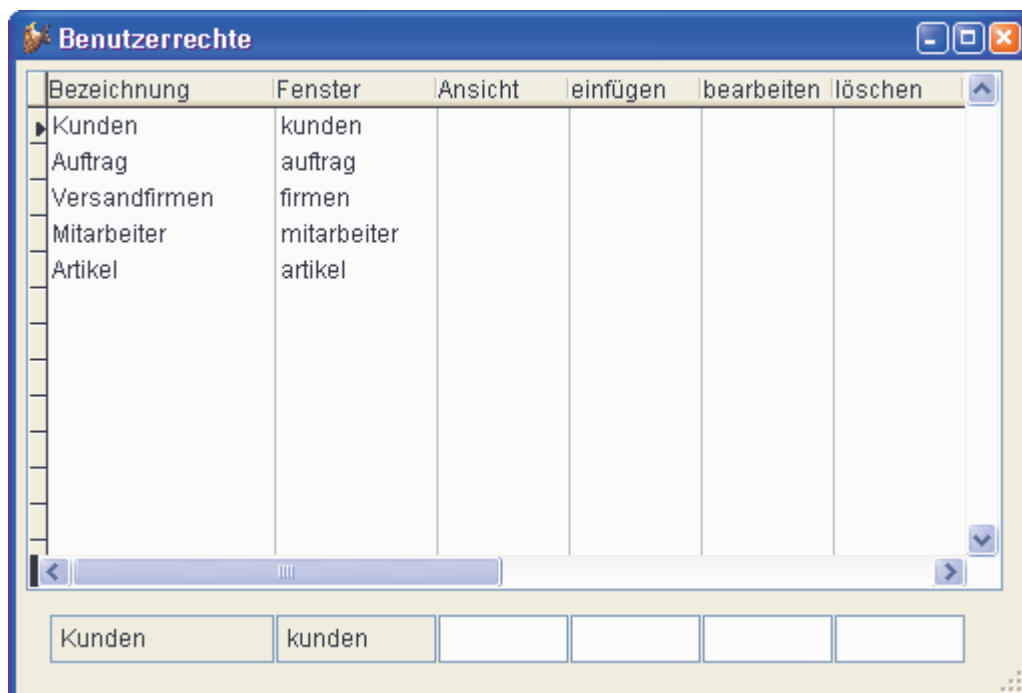 Benutzerrechte
Bezeichnung Fenster Ansicht einfügen bearbeiten löschen
Kunden kunden
Auftrag auftrag
Versandfirmen firmen
Mitarbeiter mitarbeiter
Artikel artikel
Kunden kunden